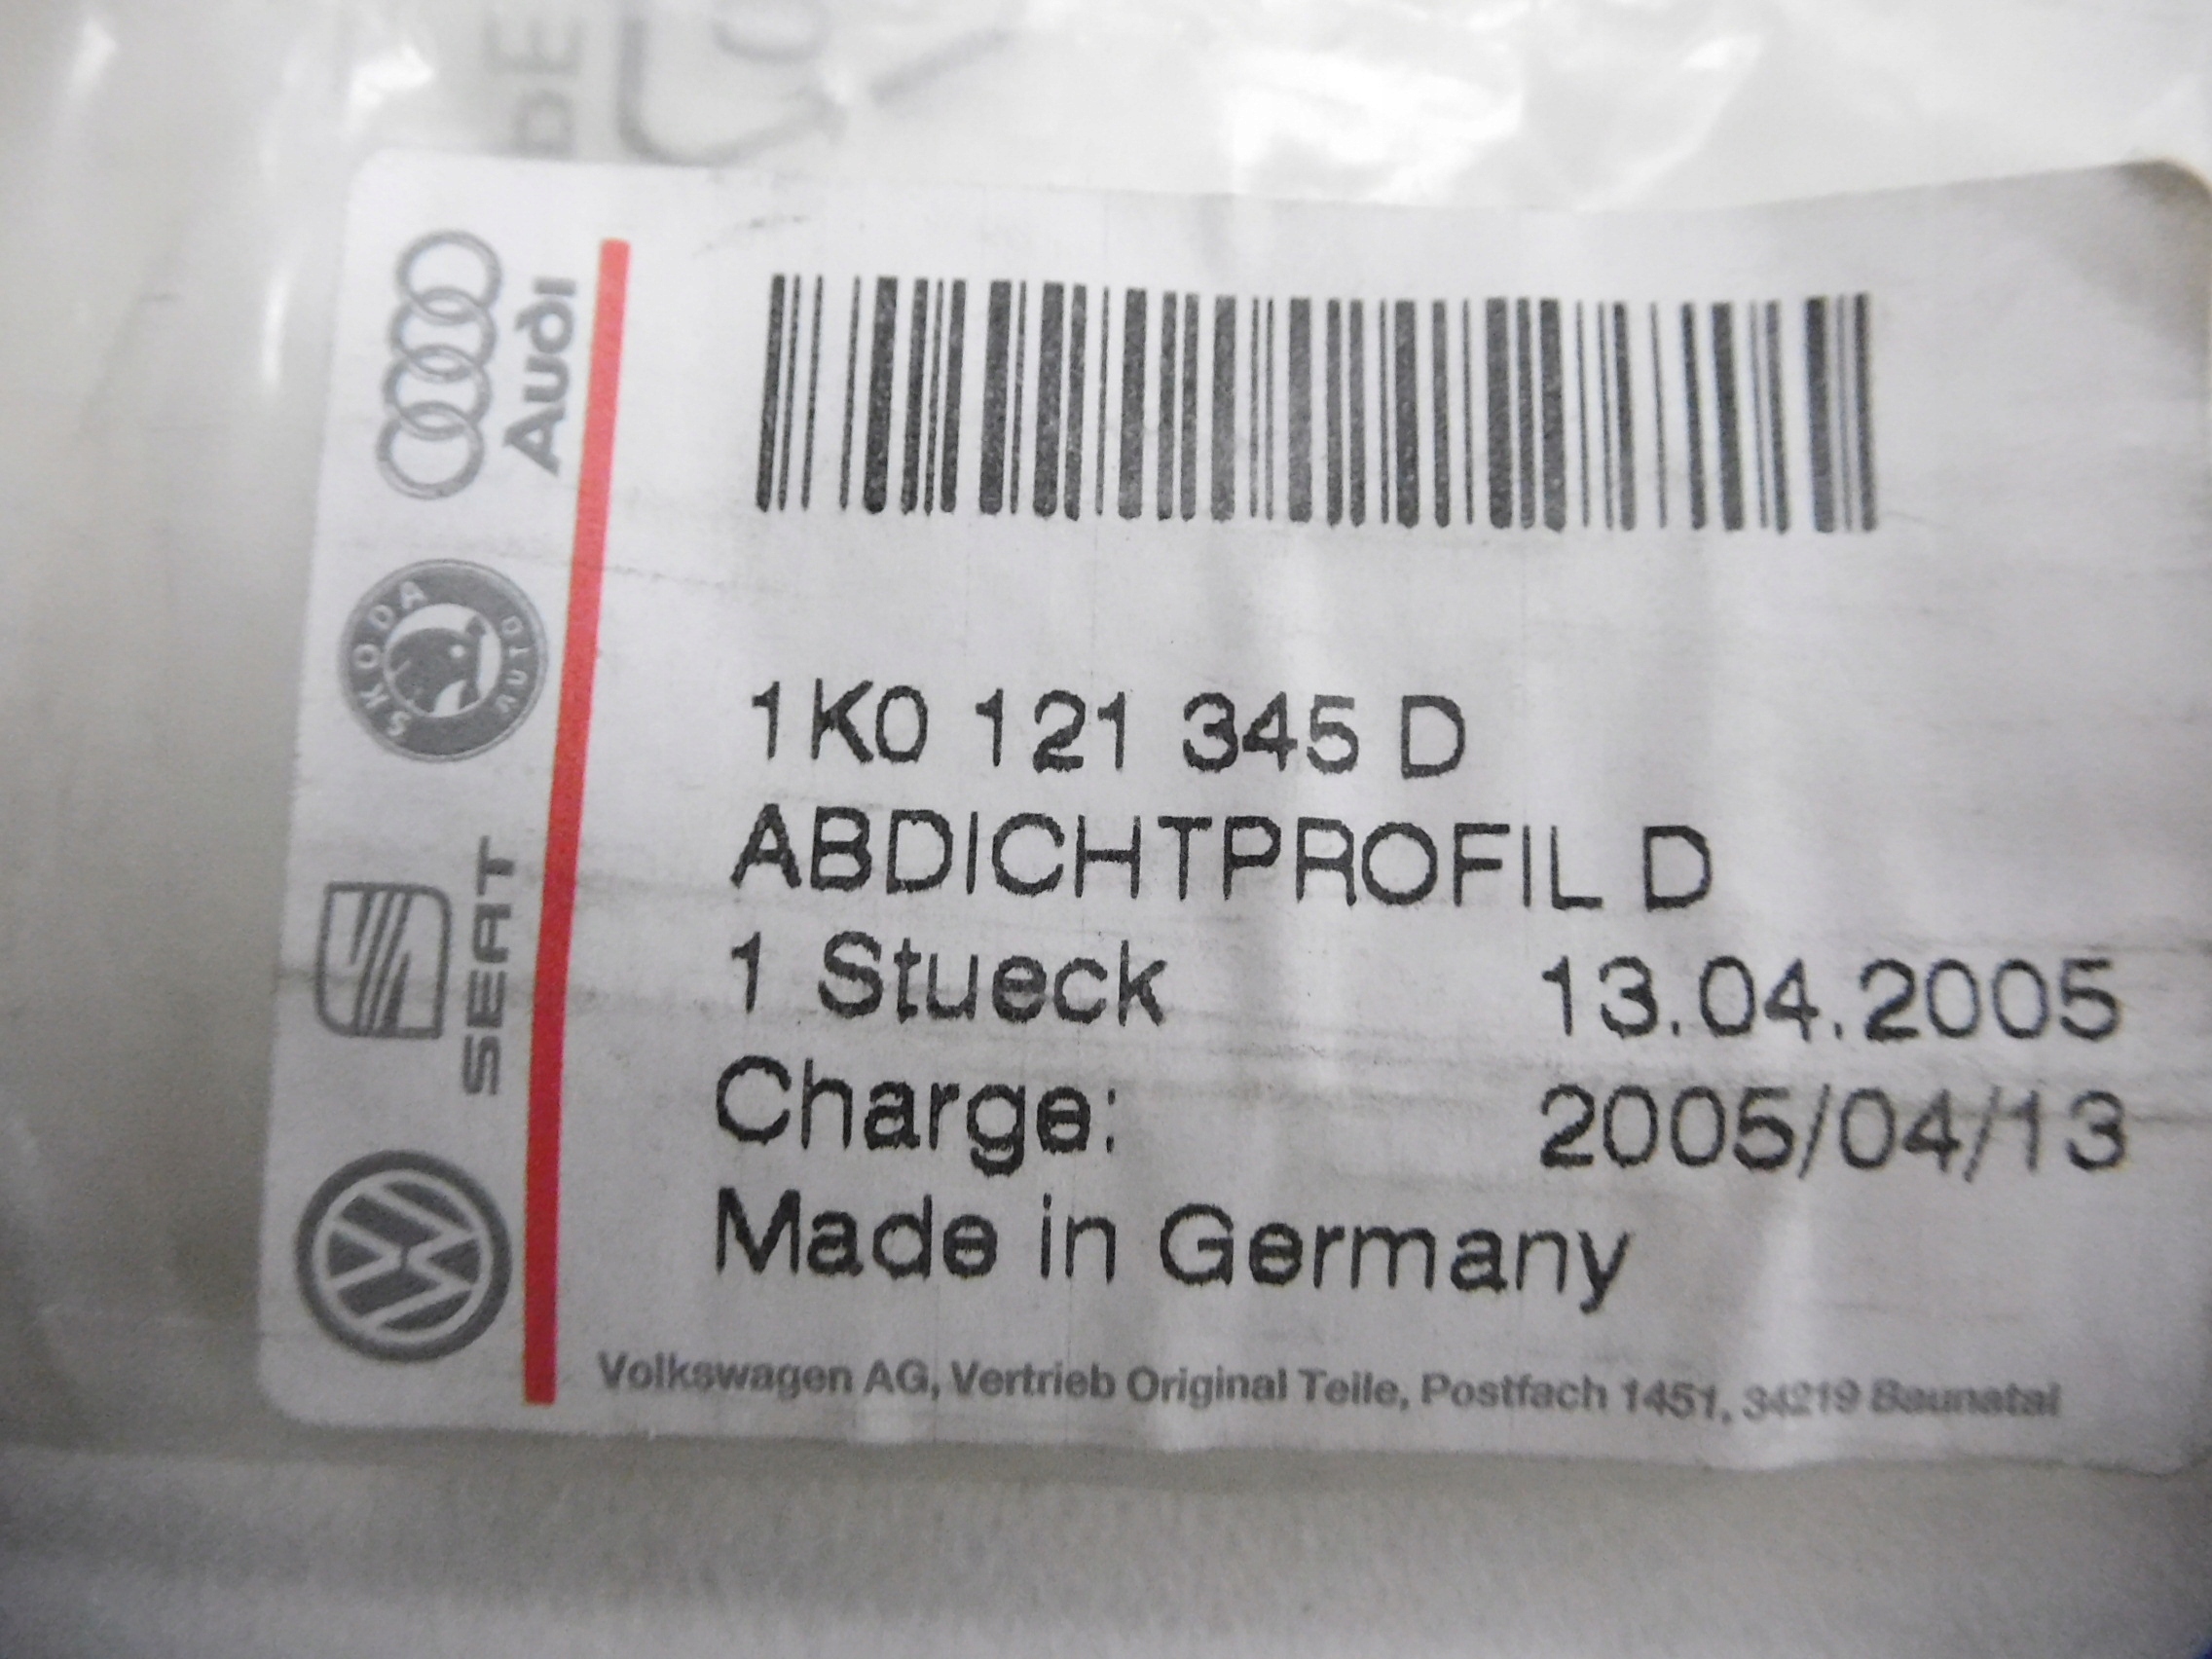 DE
Audi
SKODA
AUTO
SEAT
1K0 121 345 D
ABDICHTPROFIL D
1 Stueck 13.04.2005
Charge: 2005/04/13
Made in Germany
Volkswagen AG, Vertrieb Original Teile, Postfach 1451, 34219 Baunatal